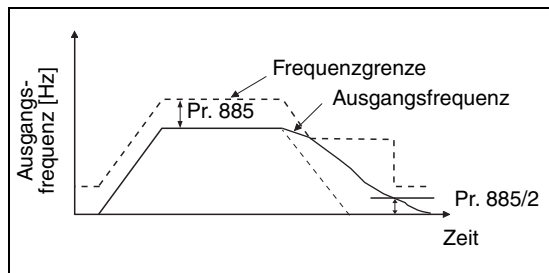 Ausgangs-
frequenz [Hz]
Frequenzgrenze
Pr. 885
Ausgangsfrequenz
Pr. 885/2
Zeit